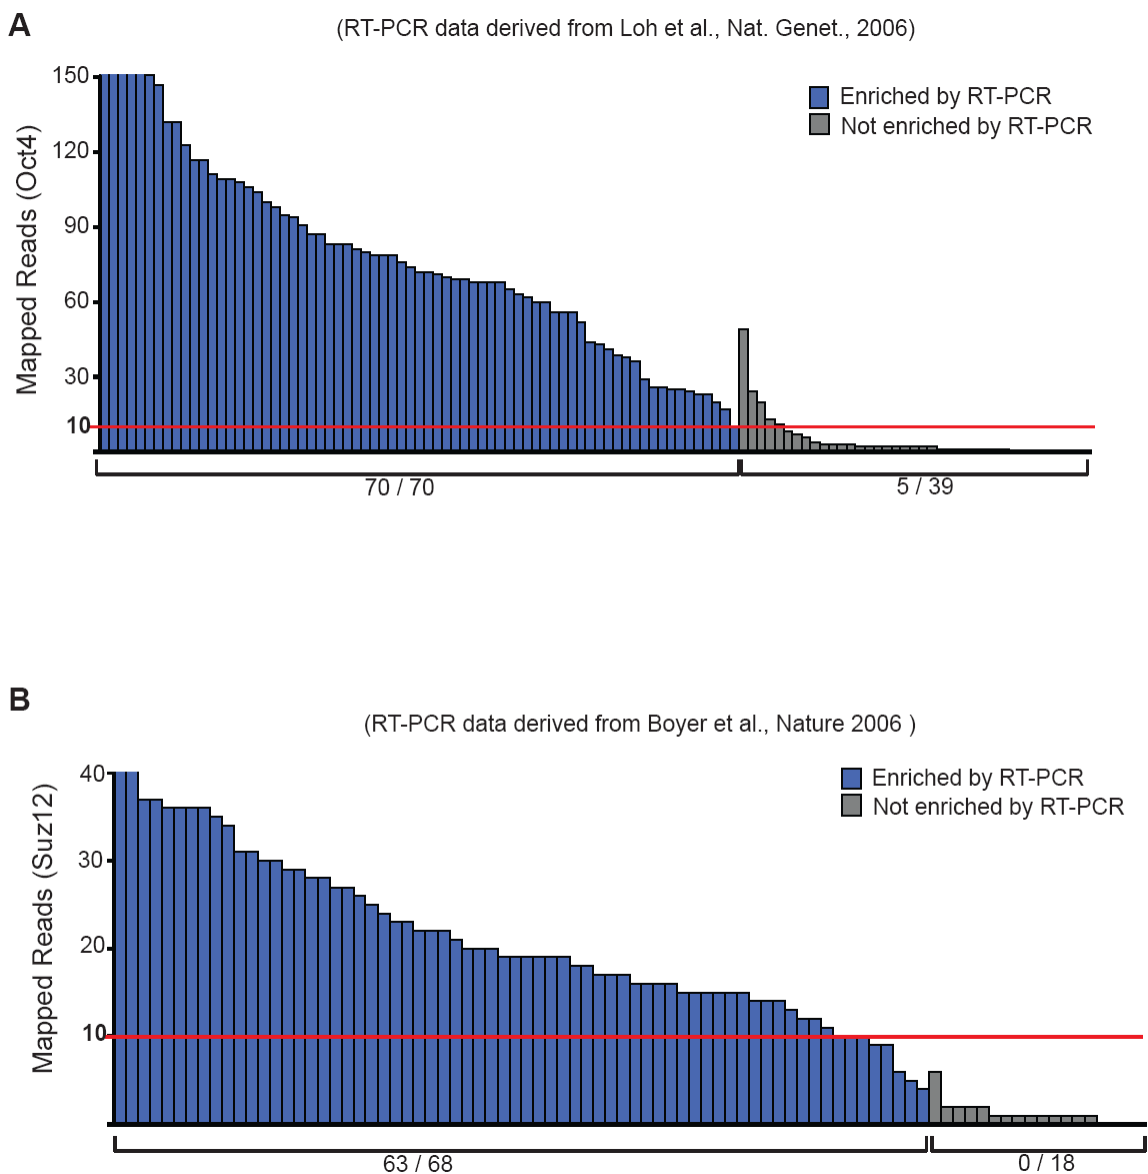 A
(RT-PCR data derived from Loh et al., Nat. Genet., 2006)
Mapped Reads (Oct4)
150
120
90
60
30
10
Enriched by RT-PCR
Not enriched by RT-PCR
70 / 70
5 / 39
B
(RT-PCR data derived from Boyer et al., Nature 2006 )
Mapped Reads (Suz12)
40
30
20
10
Enriched by RT-PCR
Not enriched by RT-PCR
63 / 68
0 / 18